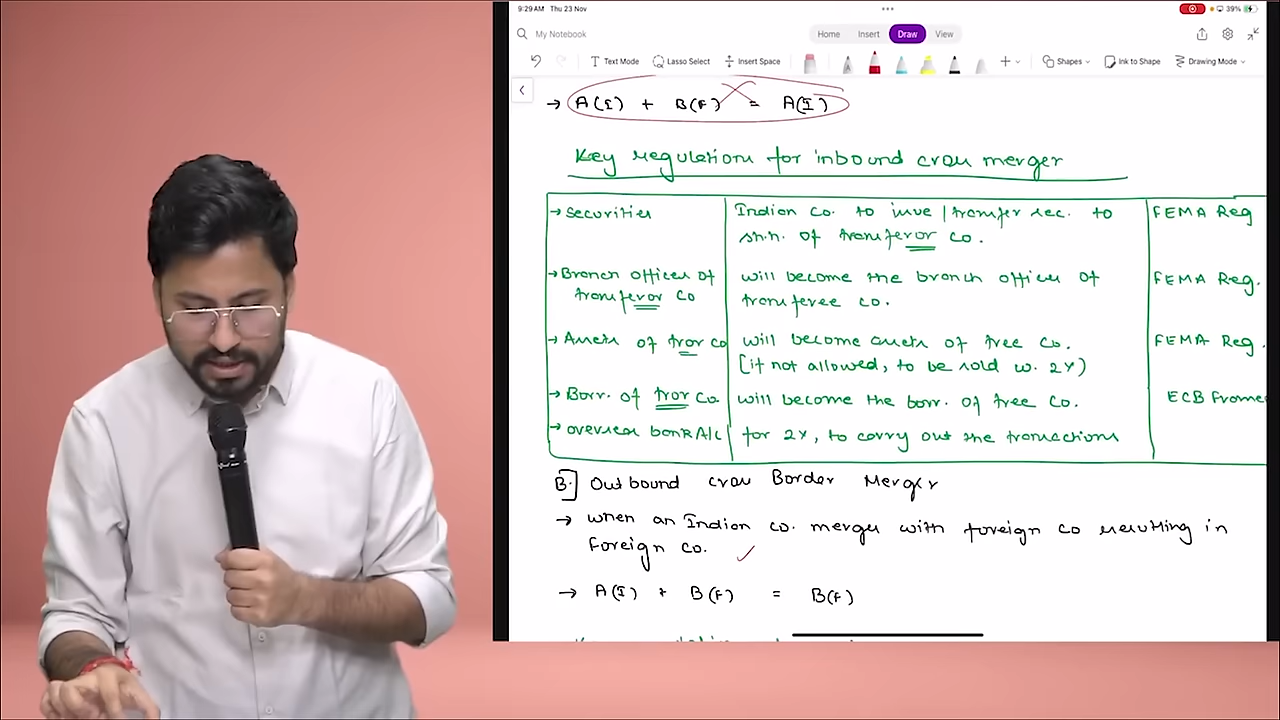 9:29 AM Thu 23 Nov
39%
My Notebook
Home Insert Draw View
Text Mode Lasso Select Insert Space Shapes Ink to Shape Drawing Mode
→ A(I) + B(F) = A(I)
Key regulations for inbound cross merger
→ Securities Indian Co. to issue / transfer sec. to FEMA Reg
sh.h. of transferor co.
→ Branch offices of will become the branch offices of FEMA Reg.
transferor Co transferee co.
→ Assets of tror co will become assets of tree Co. FEMA Reg.
[if not allowed, to be sold w. 2Y)
→ Borr. of tror co. will become the borr. of tree Co. ECB Frame
→ overseas bank A/c for 2Y, to carry out the transactions
B.] Outbound cross Border Merger
→ when an Indian co. merges with foreign co resulting in
Foreign Co. ✓
→ A(I) + B(F) = B(F)